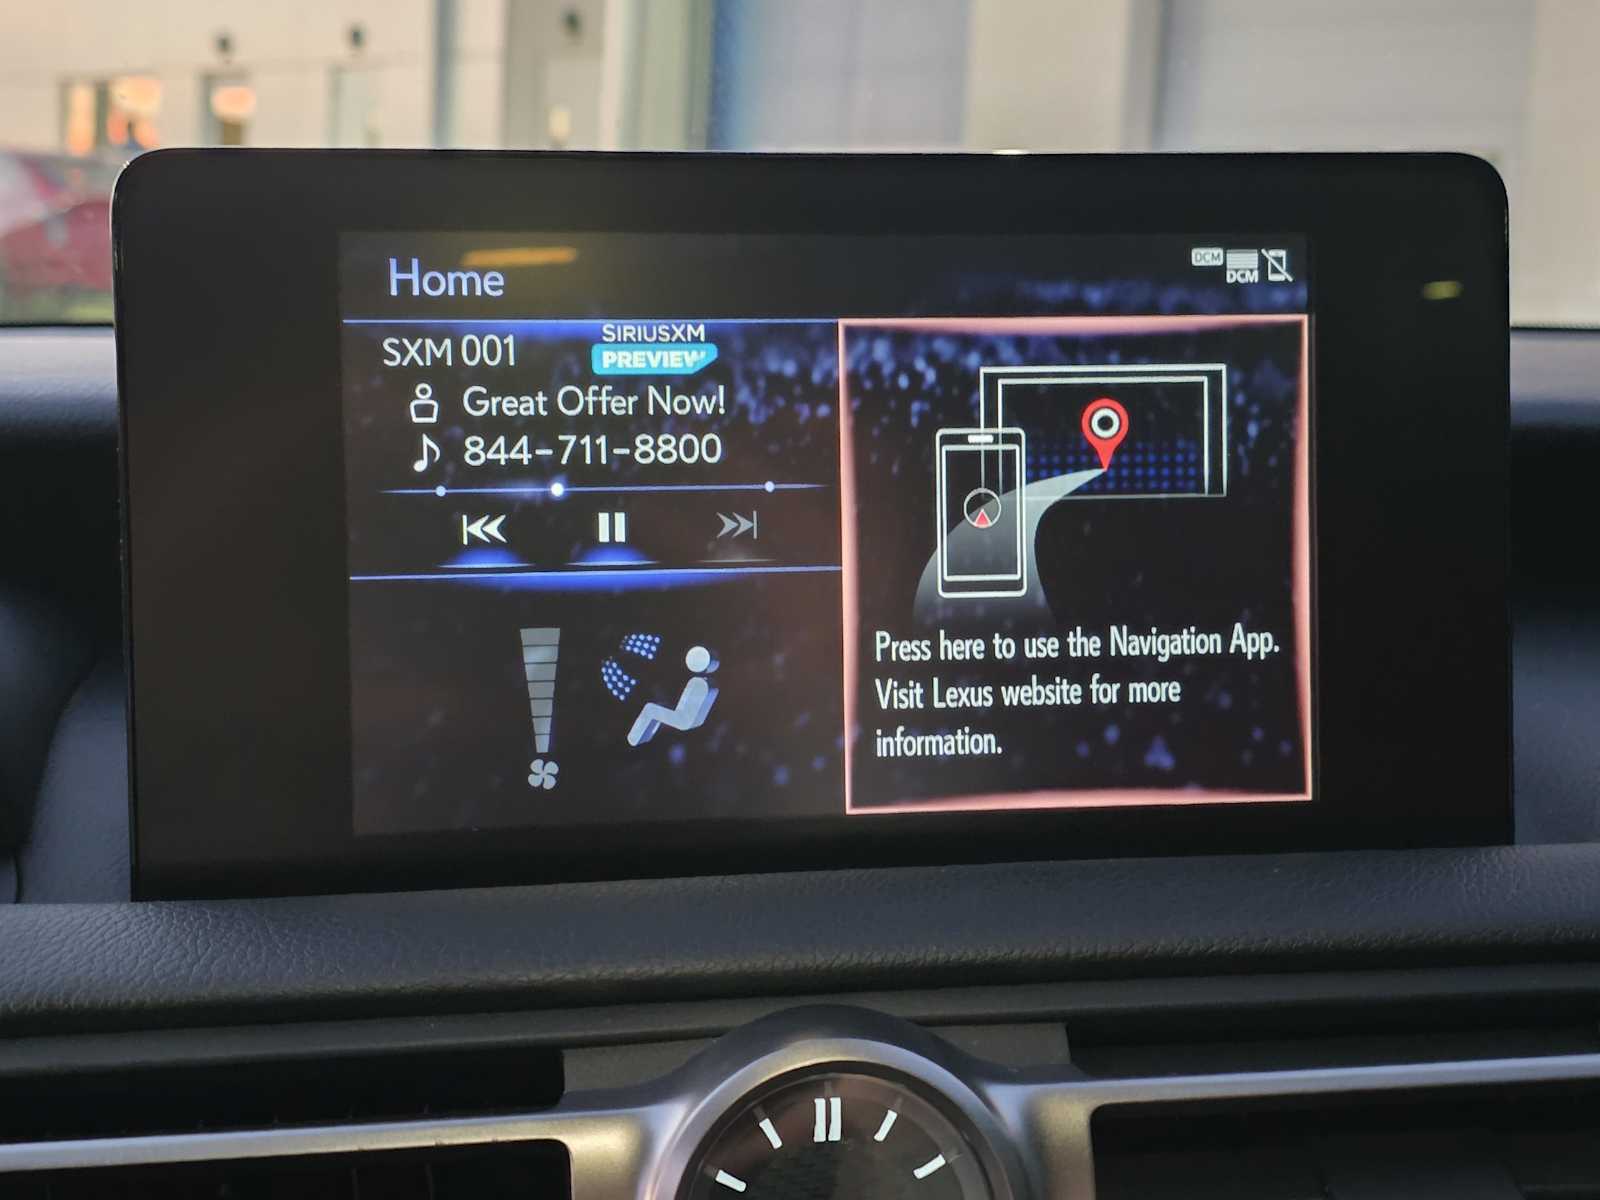 Home
DCM
DCM
SXM 001
SIRIUSXM
PREVIEW
Great Offer Now!
844-711-8800
Press here to use the Navigation App.
Visit Lexus website for more
information.